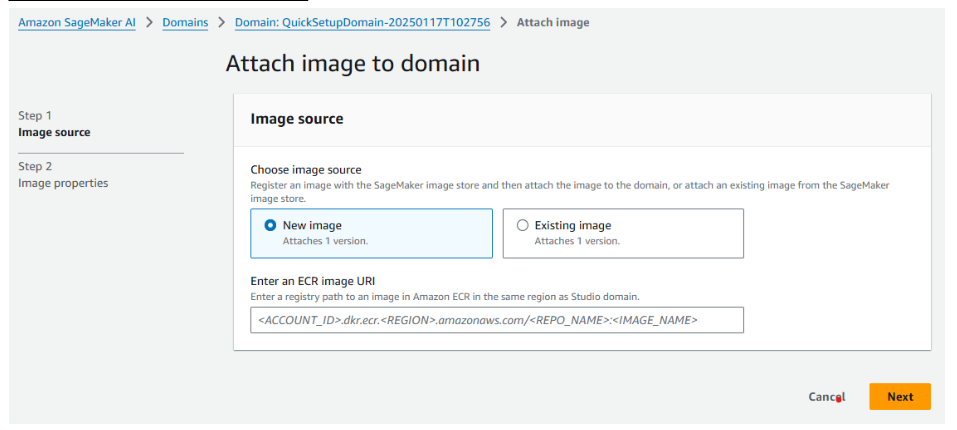 Amazon SageMaker AI > Domains > Domain: QuickSetupDomain-20250117T102756 > Attach image
Attach image to domain
Step 1
Image source
Step 2
Image properties
Image source
Choose image source
Register an image with the SageMaker image store and then attach the image to the domain, or attach an existing image from the SageMaker
image store.
New image
Attaches 1 version.
Existing image
Attaches 1 version.
Enter an ECR image URI
Enter a registry path to an image in Amazon ECR in the same region as Studio domain.
<ACCOUNT_ID>.dkr.ecr.<REGION>.amazonaws.com/<REPO_NAME>:<IMAGE_NAME>
Cancel
Next